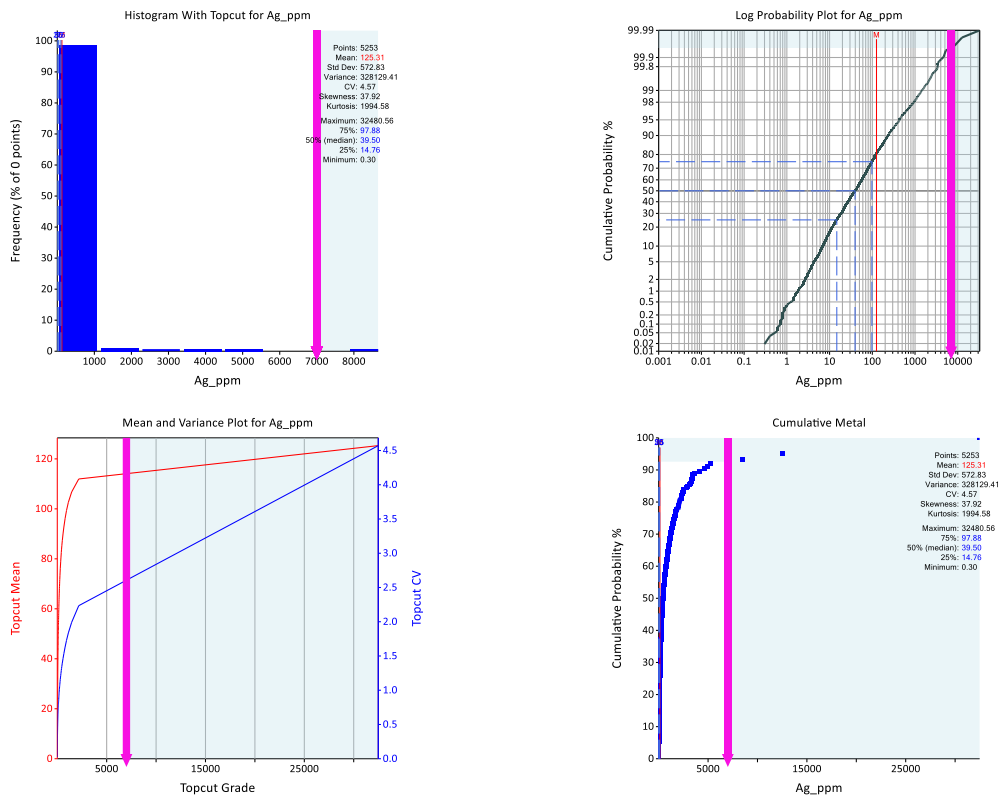 Histogram With Topcut for Ag_ppm
Frequency (% of 0 points)
100
90
80
70
60
50
40
30
20
10
0
1000 2000 3000 4000 5000 6000 7000 8000
Ag_ppm
Points: 5253
Mean: 125.31
Std Dev: 572.83
Variance: 328129.41
CV: 4.57
Skewness: 37.92
Kurtosis: 1994.58
Maximum: 32480.56
75%: 97.88
50% (median): 39.50
25%: 14.76
Minimum: 0.30
Log Probability Plot for Ag_ppm
Cumulative Probability %
M
99.99
99.9
99.8
99
98
95
90
80
70
60
50
40
30
20
10
5
2
1
0.5
0.2
0.1
0.05
0.02
0.01
0.001 0.01 0.1 1 10 100 1000 10000
Ag_ppm
Mean and Variance Plot for Ag_ppm
Topcut Mean
120
100
80
60
40
20
0
Topcut CV
4.5
4.0
3.5
3.0
2.5
2.0
1.5
1.0
0.5
0.0
5000 15000 25000
Topcut Grade
Cumulative Metal
Cumulative Probability %
100
90
80
70
60
50
40
30
20
10
0
5000 15000 25000
Ag_ppm
Points: 5253
Mean: 125.31
Std Dev: 572.83
Variance: 328129.41
CV: 4.57
Skewness: 37.92
Kurtosis: 1994.58
Maximum: 32480.56
75%: 97.88
50% (median): 39.50
25%: 14.76
Minimum: 0.30